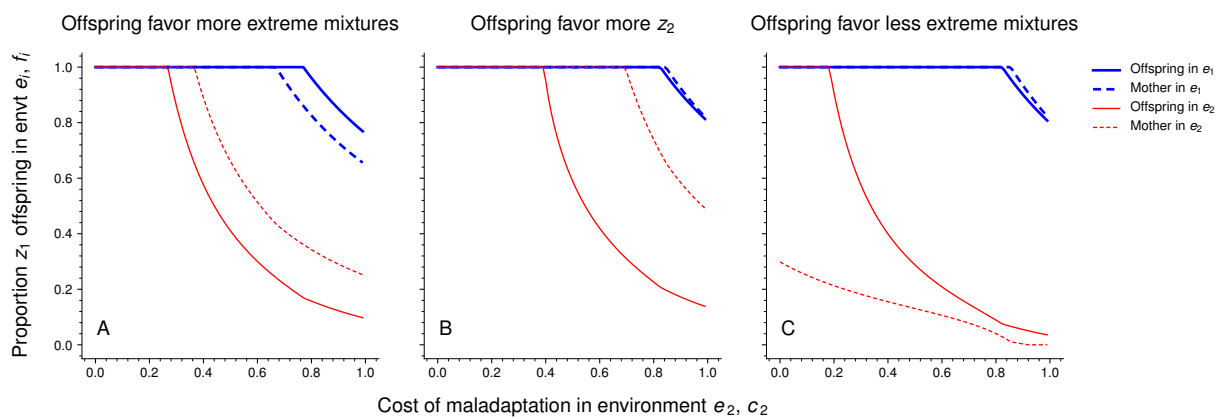 Offspring favor more extreme mixtures
Offspring favor more z₂
Offspring favor less extreme mixtures
Proportion z₁ offspring in envt eᵢ, fᵢ
1.0
0.8
0.6
0.4
0.2
0.0
A
B
C
0.0 0.2 0.4 0.6 0.8 1.0
0.0 0.2 0.4 0.6 0.8 1.0
0.0 0.2 0.4 0.6 0.8 1.0
Cost of maladaptation in environment e₂, c₂
Offspring in e₁
Mother in e₁
Offspring in e₂
Mother in e₂